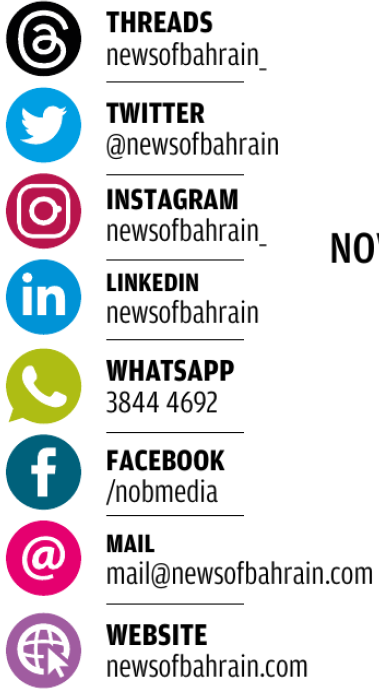 THREADS
newsofbahrain_
TWITTER
@newsofbahrain
INSTAGRAM
newsofbahrain_
LINKEDIN
newsofbahrain
WHATSAPP
3844 4692
FACEBOOK
/nobmedia
MAIL
mail@newsofbahrain.com
WEBSITE
newsofbahrain.com